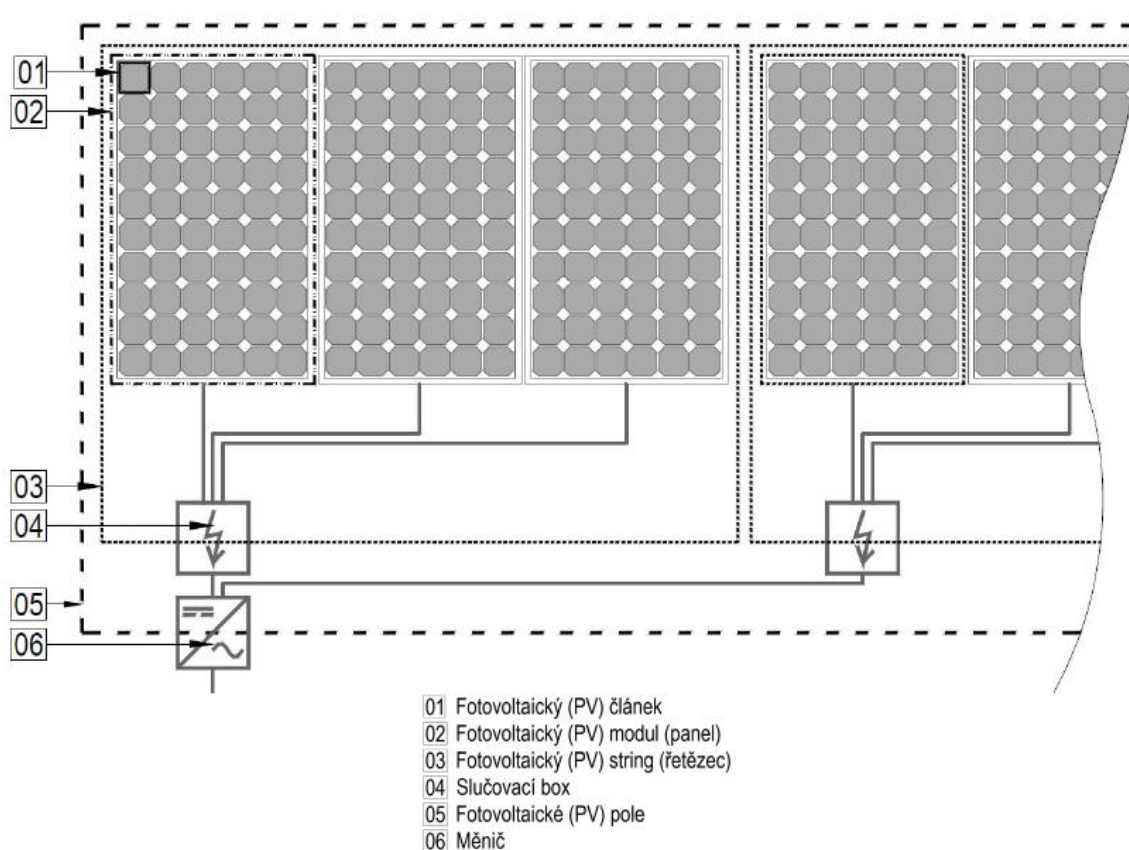 01
02
03
04
05
06
01 Fotovoltaický (PV) článek
02 Fotovoltaický (PV) modul (panel)
03 Fotovoltaický (PV) string (řetězec)
04 Slučovací box
05 Fotovoltaické (PV) pole
06 Měnič